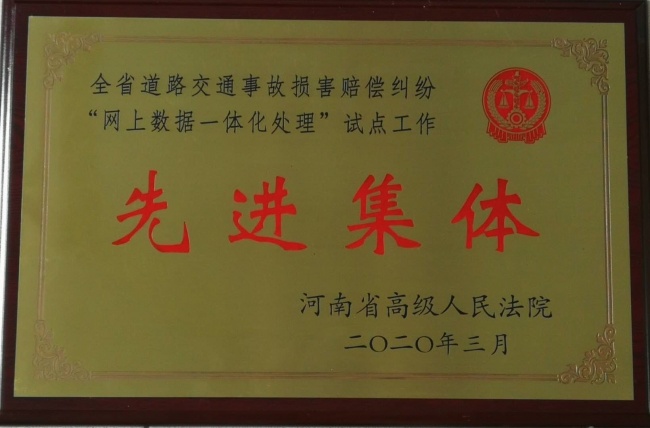 全省道路交通事故损害赔偿纠纷
“网上数据一体化处理”试点工作
先进集体
河南省高级人民法院
二〇二〇年三月